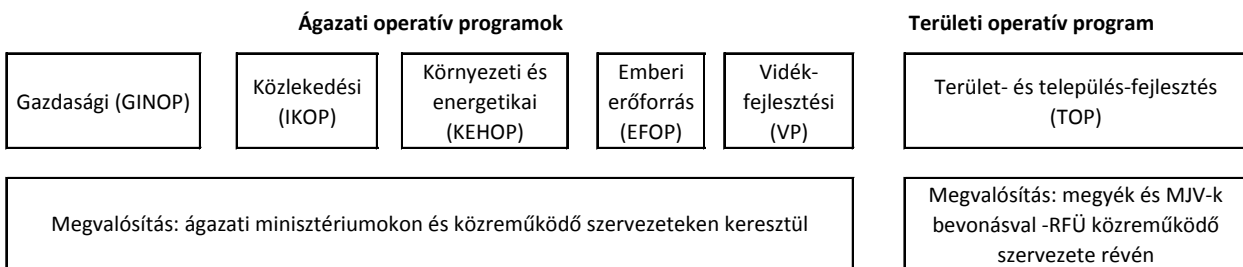 Ágazati operatív programok
Területi operatív program
Gazdasági (GINOP)
Közlekedési
(IKOP)
Környezeti és
energetikai
(KEHOP)
Emberi
erőforrás
(EFOP)
Vidék-
fejlesztési
(VP)
Terület- és település-fejlesztés
(TOP)
Megvalósítás: ágazati minisztériumokon és közreműködő szervezeteken keresztül
Megvalósítás: megyék és MJV-k
bevonásval -RFÜ közreműködő
szervezete révén